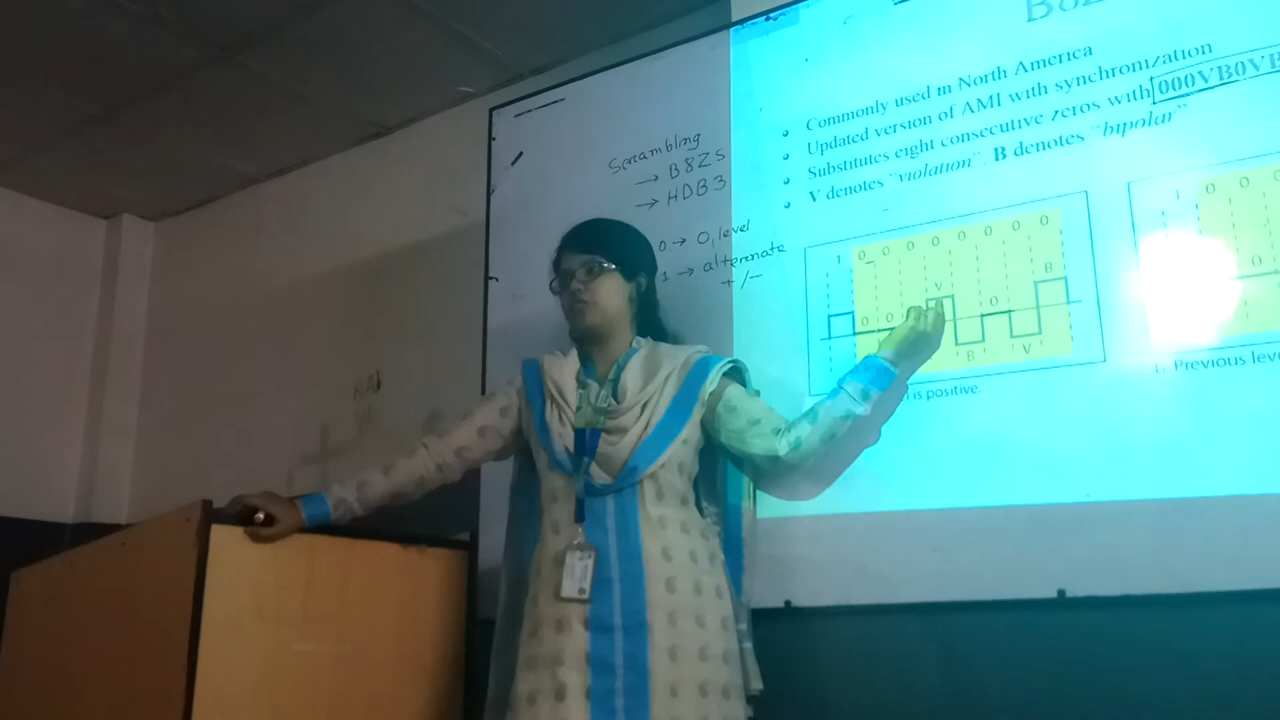 B8Z
Commonly used in North America
Updated version of AMI with synchronization
Substitutes eight consecutive zeros with 000VB0VB
V denotes "violation". B denotes "bipolar"
Scrambling
→ B8ZS
→ HDB3
0 → 0, level
1 → alternate
+/-
1 0 0 0 0 0 0 0 0
0 0 V 0 B
B V
is positive.
1 0 0
0
Previous leve